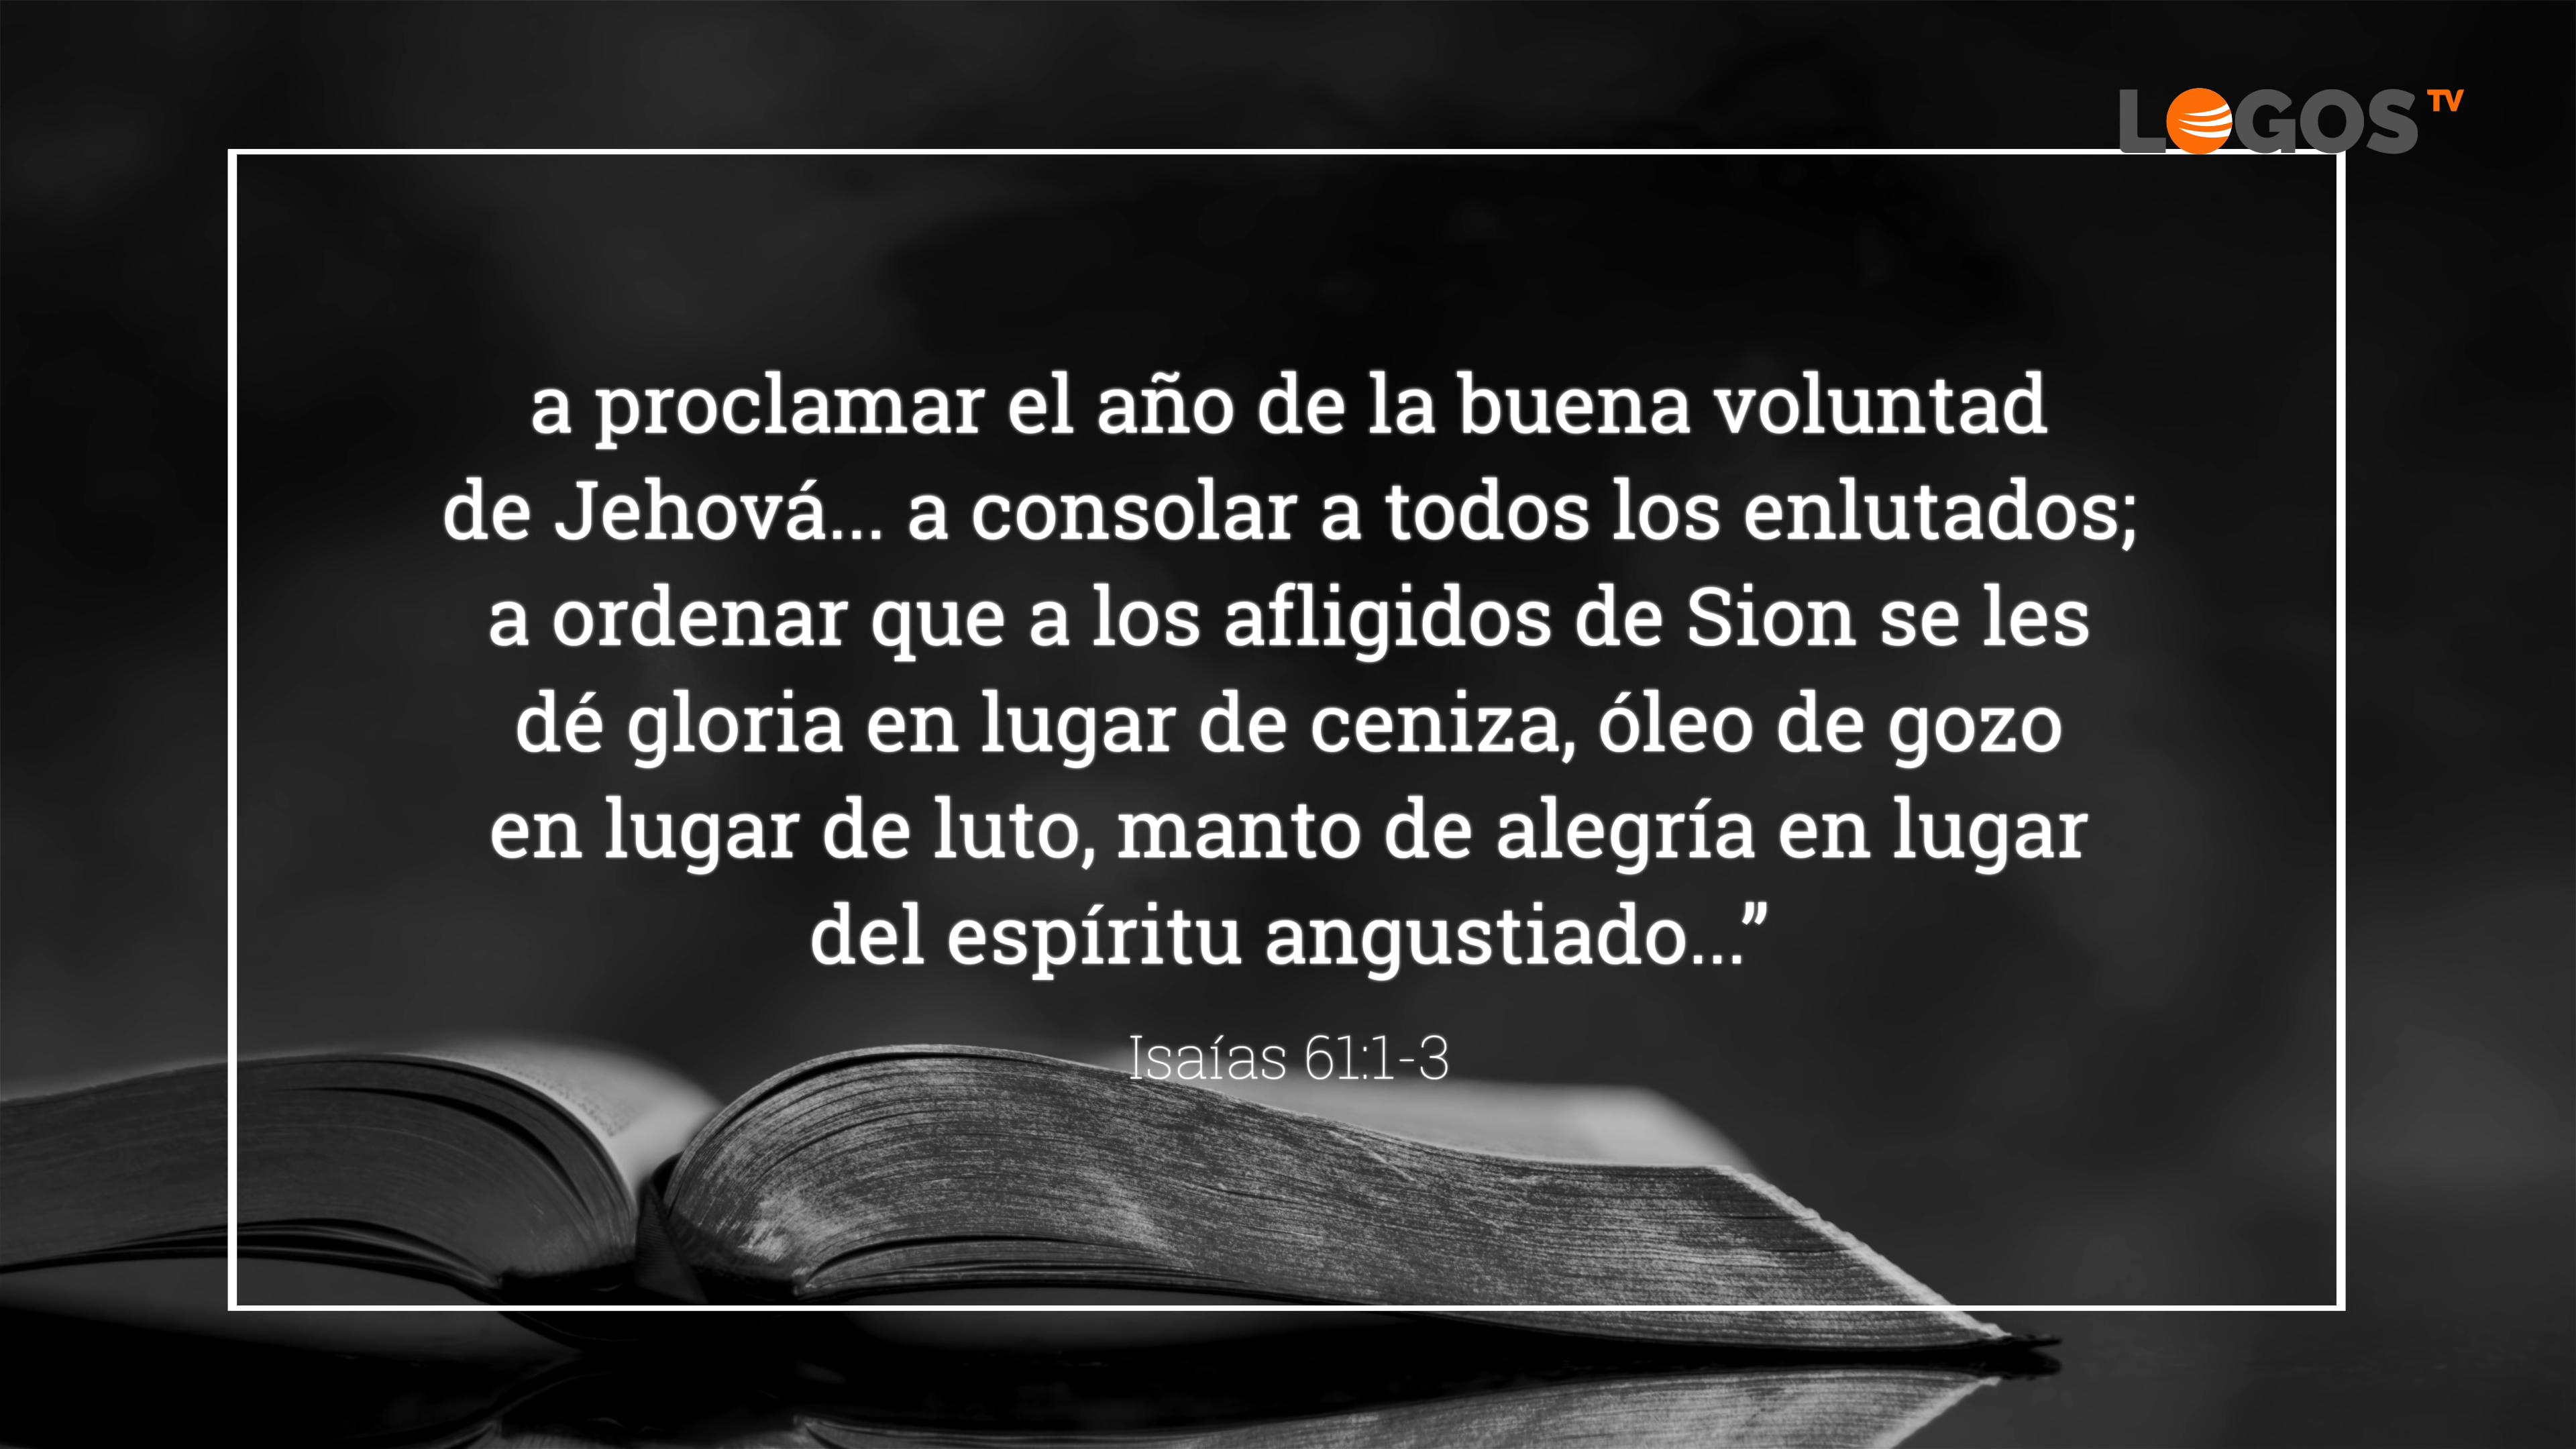 LOGOS TV
a proclamar el año de la buena voluntad
de Jehová... a consolar a todos los enlutados;
a ordenar que a los afligidos de Sion se les
dé gloria en lugar de ceniza, óleo de gozo
en lugar de luto, manto de alegría en lugar
del espíritu angustiado...”
Isaías 61:1-3